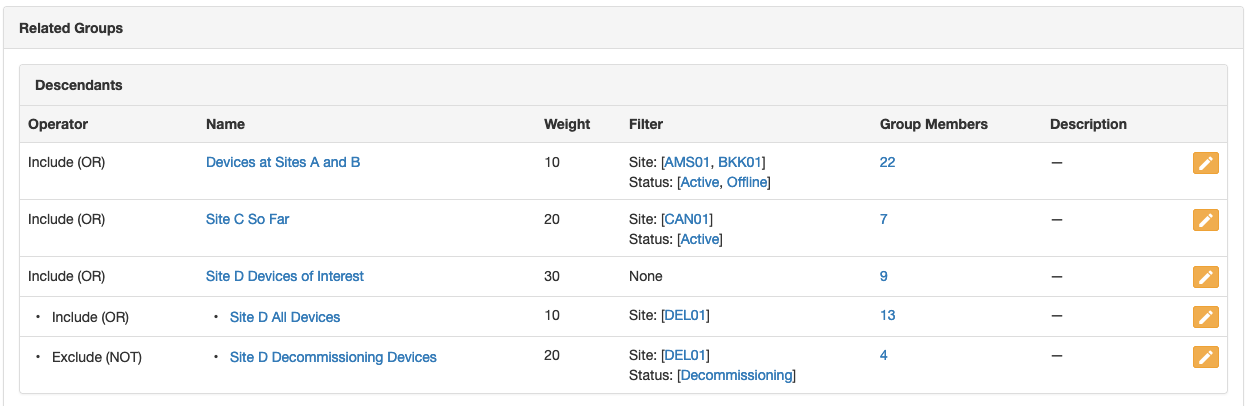 Related Groups
Descendants
Operator Name Weight Filter Group Members Description
Include (OR) Devices at Sites A and B 10 Site: [AMS01, BKK01] 22 —
Status: [Active, Offline]
Include (OR) Site C So Far 20 Site: [CAN01] 7 —
Status: [Active]
Include (OR) Site D Devices of Interest 30 None 9 —
• Include (OR) • Site D All Devices 10 Site: [DEL01] 13 —
• Exclude (NOT) • Site D Decommissioning Devices 20 Site: [DEL01] 4 —
Status: [Decommissioning]